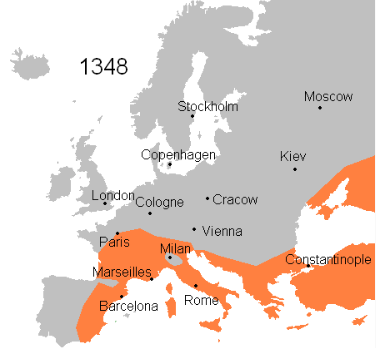 1348
Moscow
Stockholm
Copenhagen
Kiev
London
Cologne
Cracow
Paris
Vienna
Milan
Constantinople
Marseilles
Barcelona
Rome